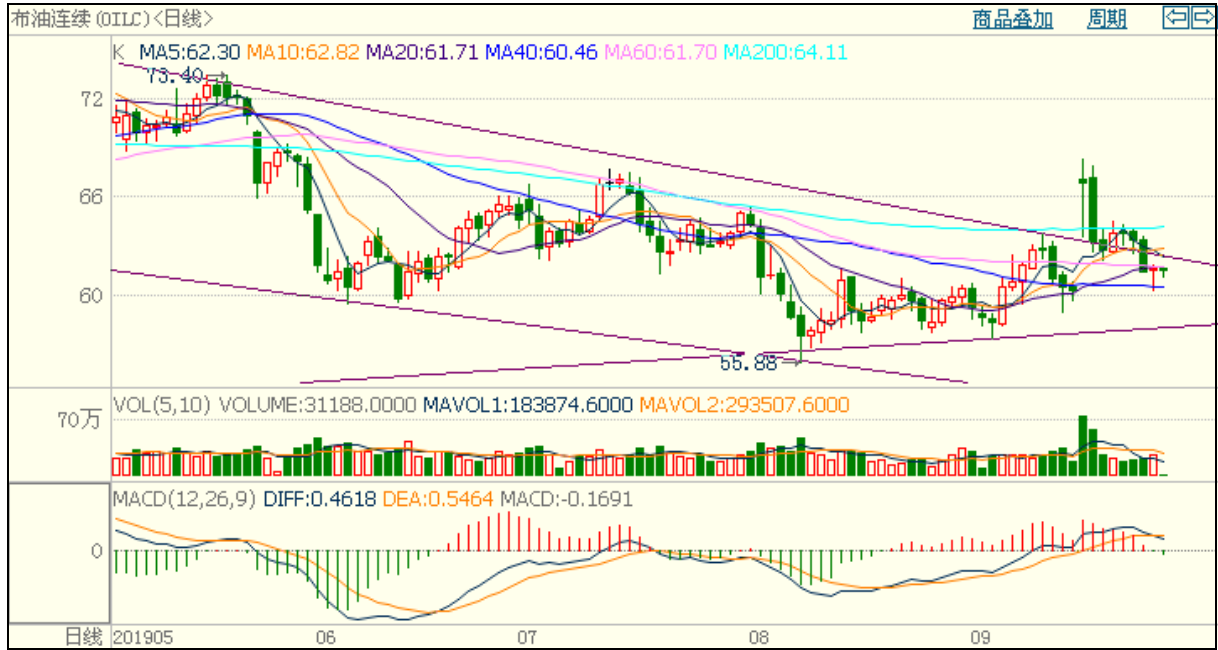 布油连续(OILC)<日线> 商品叠加 周期
K MA5:62.30 MA10:62.82 MA20:61.71 MA40:60.46 MA60:61.70 MA200:64.11
73.40
72
66
60
55.88
VOL(5,10) VOLUME:31188.0000 MAVOL1:183874.6000 MAVOL2:293507.6000
70万
MACD(12,26,9) DIFF:0.4618 DEA:0.5464 MACD:-0.1691
0
日线 201905 06 07 08 09